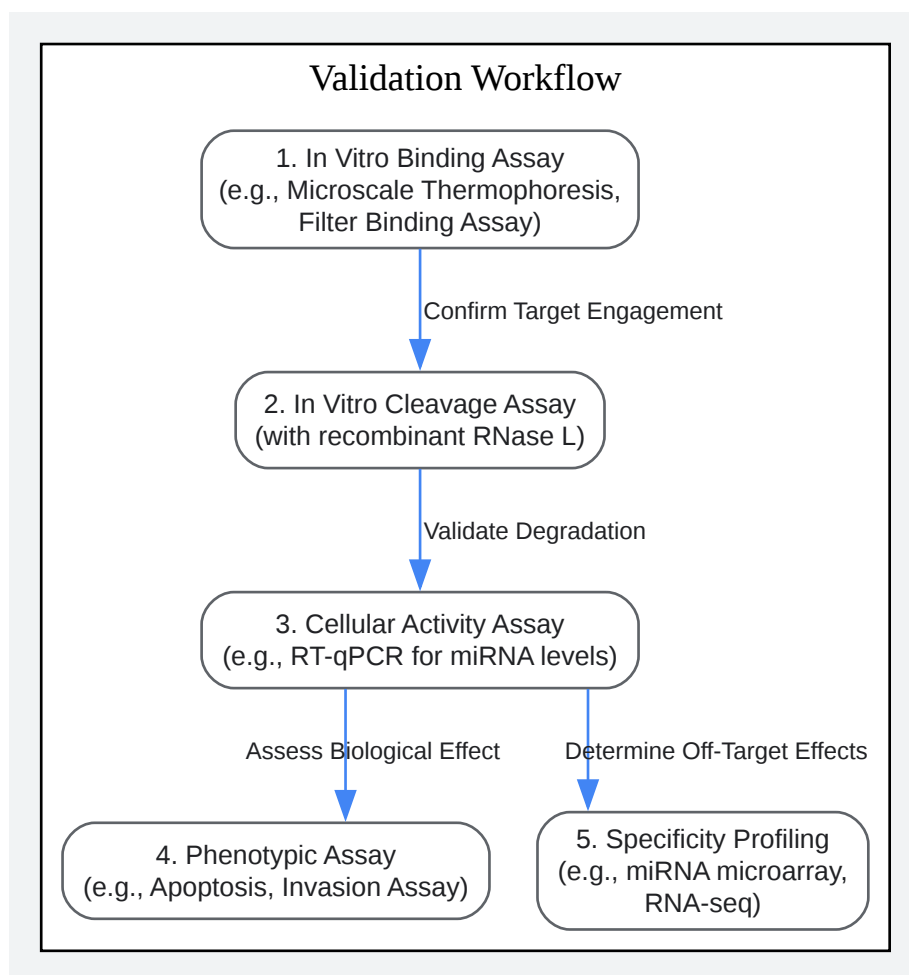 Validation Workflow
1. In Vitro Binding Assay
(e.g., Microscale Thermophoresis,
Filter Binding Assay)
Confirm Target Engagement
2. In Vitro Cleavage Assay
(with recombinant RNase L)
Validate Degradation
3. Cellular Activity Assay
(e.g., RT-qPCR for miRNA levels)
Assess Biological Effect
Determine Off-Target Effects
4. Phenotypic Assay
(e.g., Apoptosis, Invasion Assay)
5. Specificity Profiling
(e.g., miRNA microarray,
RNA-seq)